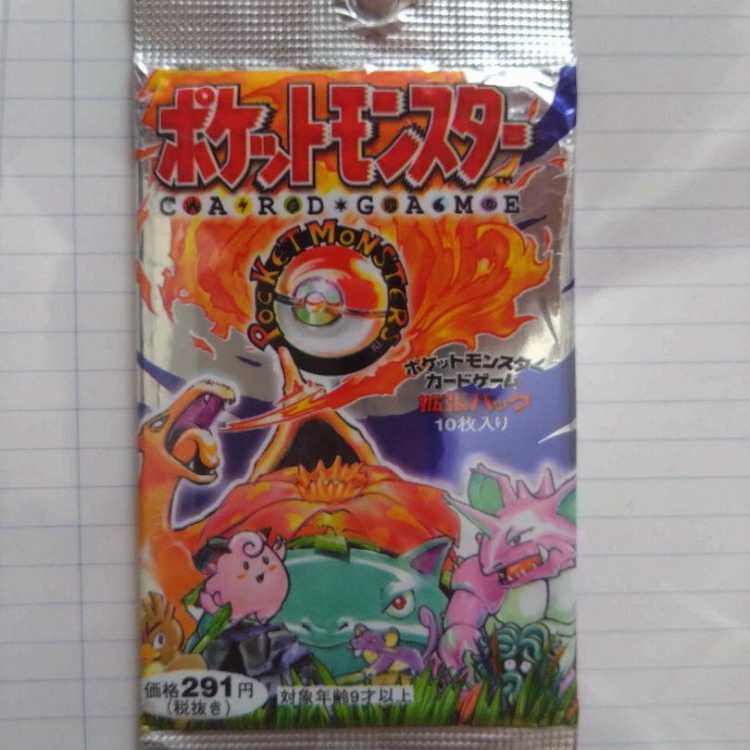 ポケットモンスター
TM
CARD GAME
POCKET MONSTERS
TM
ポケットモンスター
カードゲーム
拡張パック
10枚入り
価格291円
(税抜き)
対象年齢9才以上